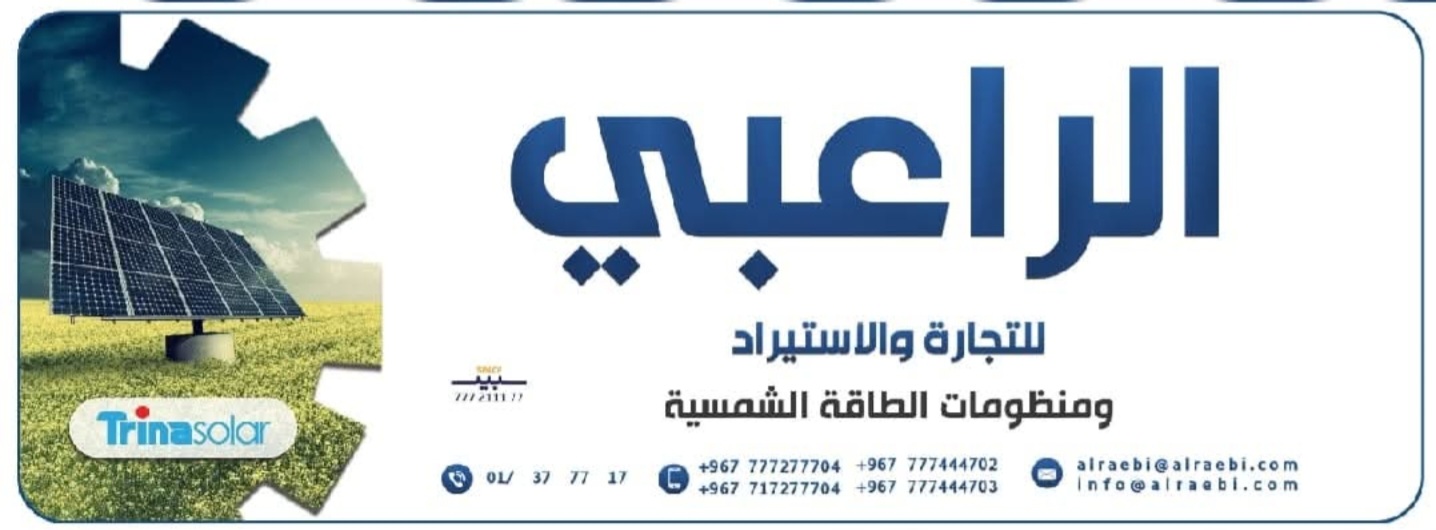 الراعبي
للتجارة والاستيراد
ومنظومات الطاقة الشمسية
Trinasolar
01/ 37 77 17
+967 777277704 +967 777444702
+967 717277704 +967 777444703
alraebi@alraebi.com
info@alraebi.com